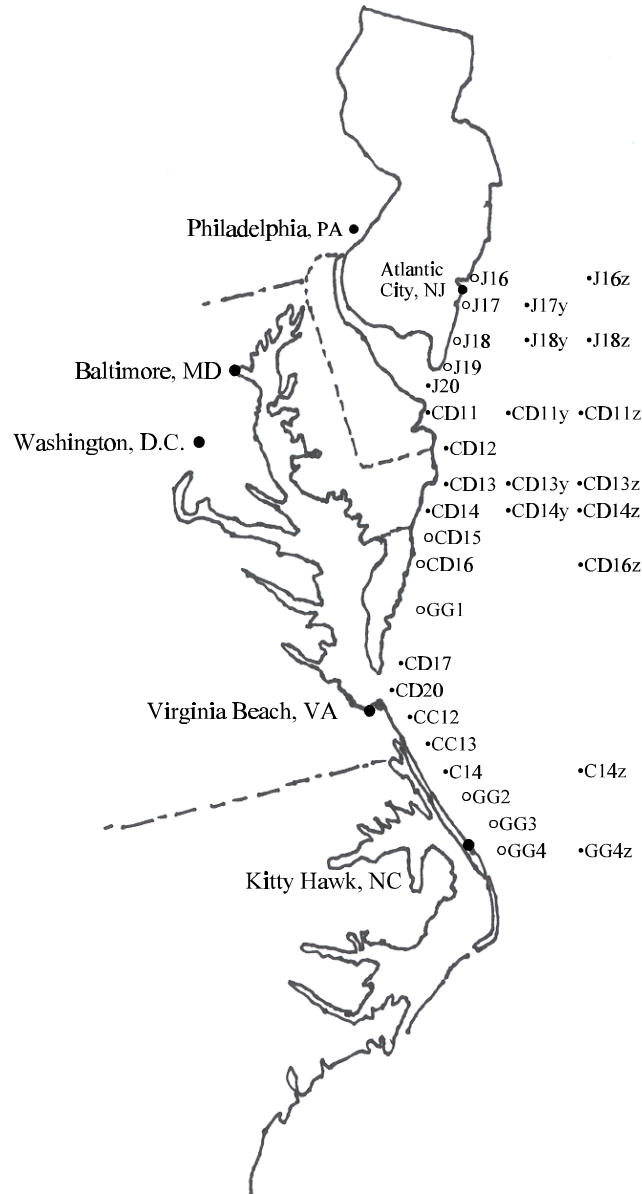 Philadelphia, PA
Atlantic
City, NJ
J16
J16z
J17
J17y
J18
J18y
J18z
J19
Baltimore, MD
J20
CD11
CD11y
CD11z
Washington, D.C.
CD12
CD13
CD13y
CD13z
CD14
CD14y
CD14z
CD15
CD16
CD16z
GG1
CD17
CD20
Virginia Beach, VA
CC12
CC13
C14
C14z
GG2
GG3
GG4
GG4z
Kitty Hawk, NC